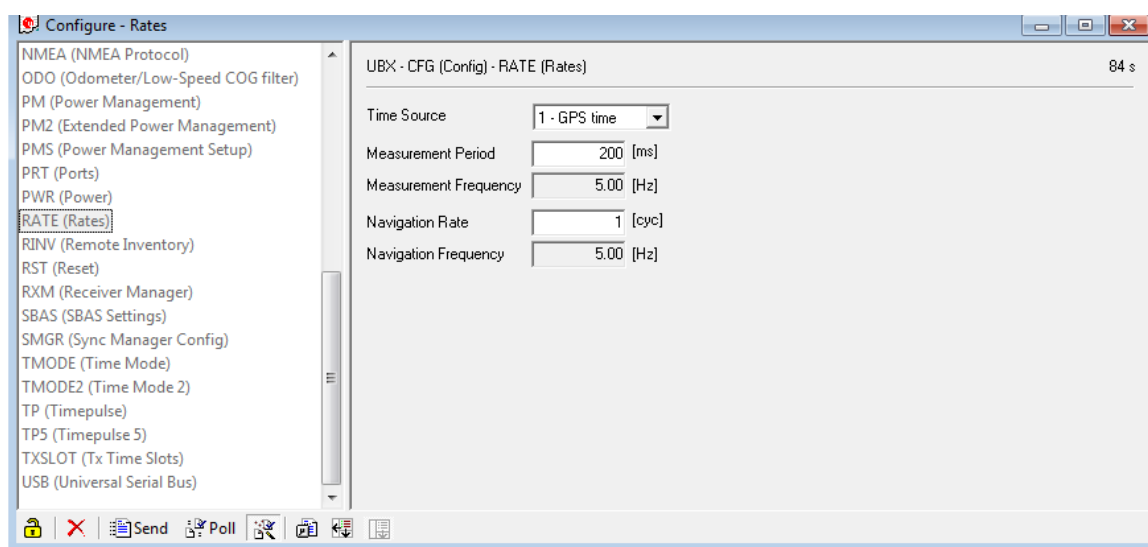 Configure - Rates
NMEA (NMEA Protocol)
ODO (Odometer/Low-Speed COG filter)
PM (Power Management)
PM2 (Extended Power Management)
PMS (Power Management Setup)
PRT (Ports)
PWR (Power)
RATE (Rates)
RINV (Remote Inventory)
RST (Reset)
RXM (Receiver Manager)
SBAS (SBAS Settings)
SMGR (Sync Manager Config)
TMODE (Time Mode)
TMODE2 (Time Mode 2)
TP (Timepulse)
TP5 (Timepulse 5)
TXSLOT (Tx Time Slots)
USB (Universal Serial Bus)
UBX - CFG (Config) - RATE (Rates) 84 s
Time Source 1 - GPS time
Measurement Period 200 [ms]
Measurement Frequency 5.00 [Hz]
Navigation Rate 1 [cyc]
Navigation Frequency 5.00 [Hz]
Send Poll